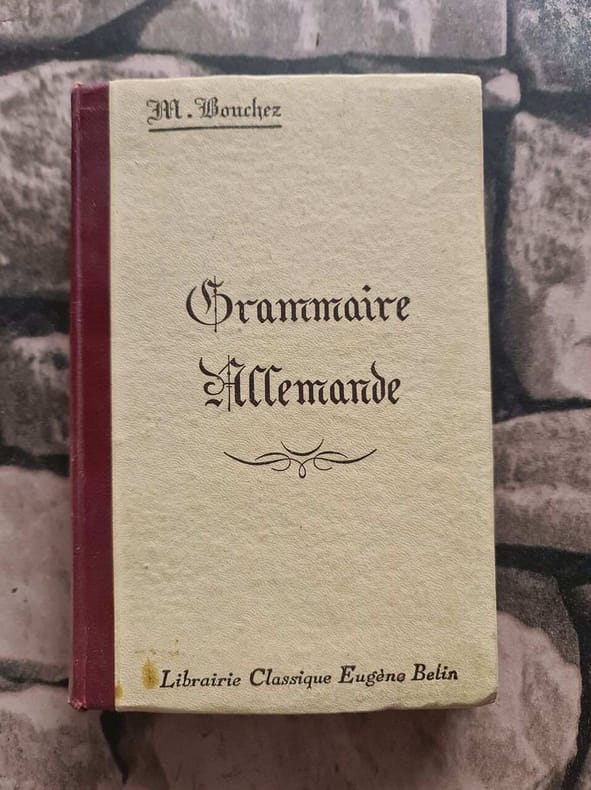 M. Bouchez
Grammaire
Allemande
Librairie Classique Eugène Belin